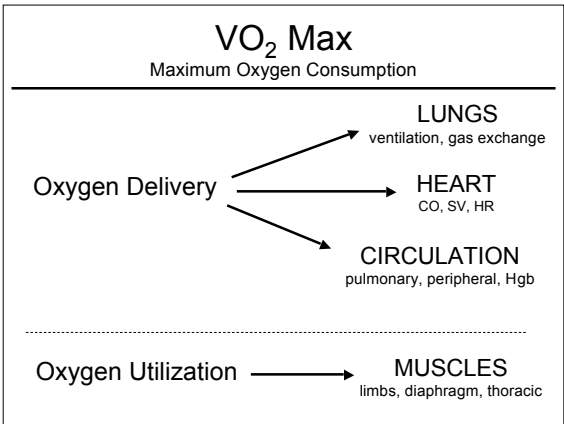 VO₂ Max
Maximum Oxygen Consumption
LUNGS
ventilation, gas exchange
Oxygen Delivery
HEART
CO, SV, HR
CIRCULATION
pulmonary, peripheral, Hgb
Oxygen Utilization
MUSCLES
limbs, diaphragm, thoracic